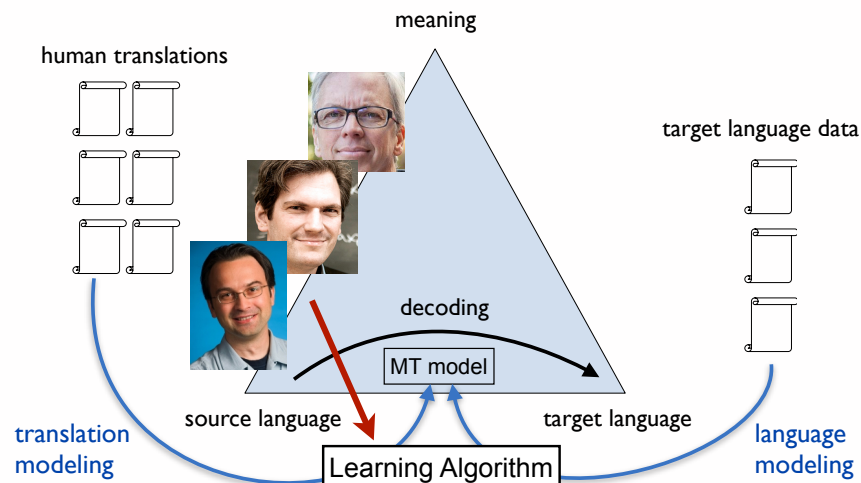 meaning
human translations
target language data
decoding
MT model
source language
target language
translation
modeling
Learning Algorithm
language
modeling